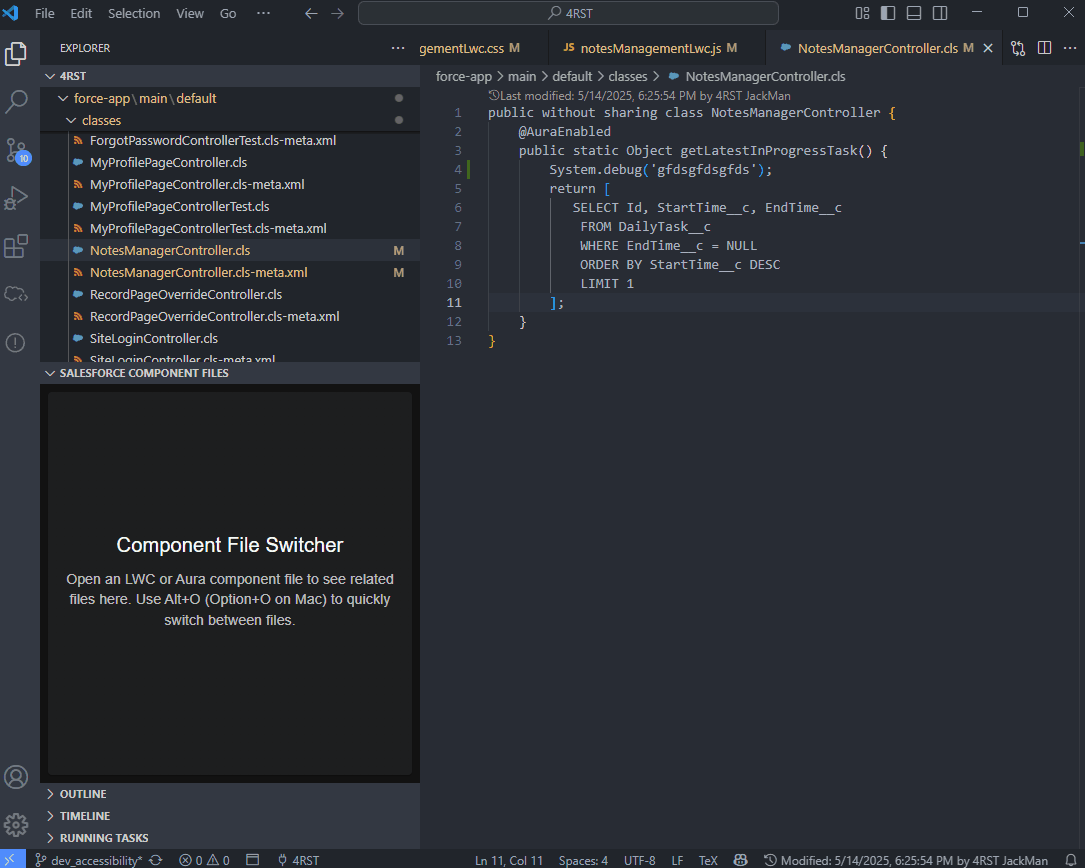 File Edit Selection View Go ··· 4RST
EXPLORER ···
gementLwc.css M JS notesManagementLwc.js M NotesManagerController.cls M
4RST
force-app\main\default
classes
ForgotPasswordControllerTest.cls-meta.xml
MyProfilePageController.cls
MyProfilePageController.cls-meta.xml
MyProfilePageControllerTest.cls
MyProfilePageControllerTest.cls-meta.xml
NotesManagerController.cls M
NotesManagerController.cls-meta.xml M
RecordPageOverrideController.cls
RecordPageOverrideController.cls-meta.xml
SiteLoginController.cls
SiteLoginController.cls-meta.xml
SALESFORCE COMPONENT FILES
Component File Switcher
Open an LWC or Aura component file to see related
files here. Use Alt+O (Option+O on Mac) to quickly
switch between files.
OUTLINE
TIMELINE
RUNNING TASKS
10
force-app > main > default > classes > NotesManagerController.cls
Last modified: 5/14/2025, 6:25:54 PM by 4RST JackMan
1 public without sharing class NotesManagerController {
2 @AuraEnabled
3 public static Object getLatestInProgressTask() {
4 System.debug('gfdsgfdsgfds');
5 return [
6 SELECT Id, StartTime__c, EndTime__c
7 FROM DailyTask__c
8 WHERE EndTime__c = NULL
9 ORDER BY StartTime__c DESC
10 LIMIT 1
11 ];
12 }
13 }
dev_accessibility* 0 0 4RST Ln 11, Col 11 Spaces: 4 UTF-8 LF TeX Modified: 5/14/2025, 6:25:54 PM by 4RST JackMan